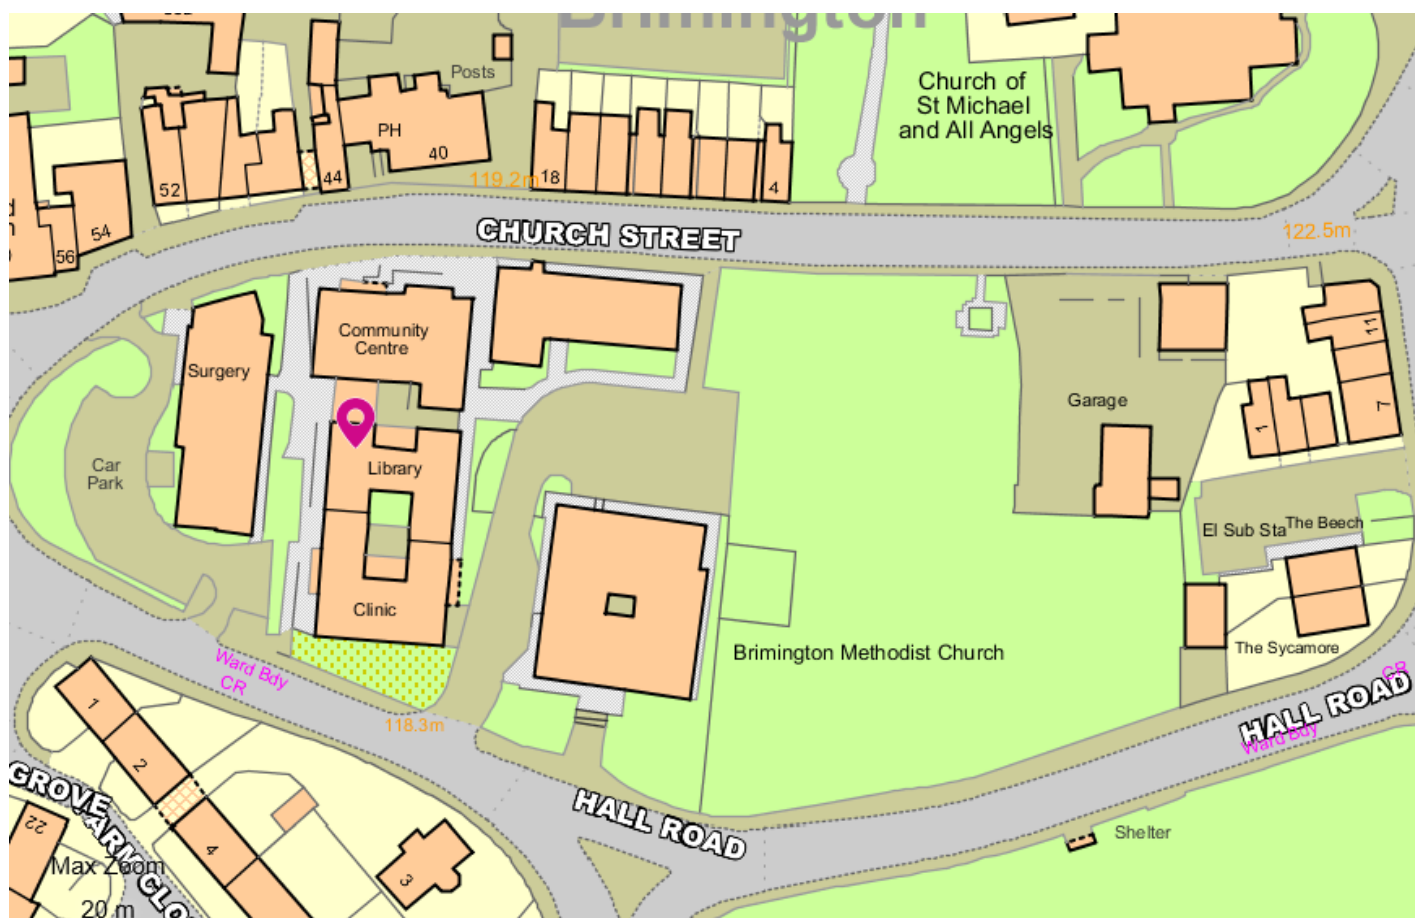 Brimington
Posts
Church of
St Michael
and All Angels
PH
40
52
44
18
4
119.2m
54
56
CHURCH STREET
122.5m
Community
Centre
11
Surgery
Garage
7
1
Library
Car
Park
El Sub Sta
The Beech
Clinic
Brimington Methodist Church
The Sycamore
Ward Bdy
CR
CR
HALL ROAD
Ward Bdy
118.3m
1
2
GROVE
HALL ROAD
22
4
Shelter
3
Max Zoom
20 m